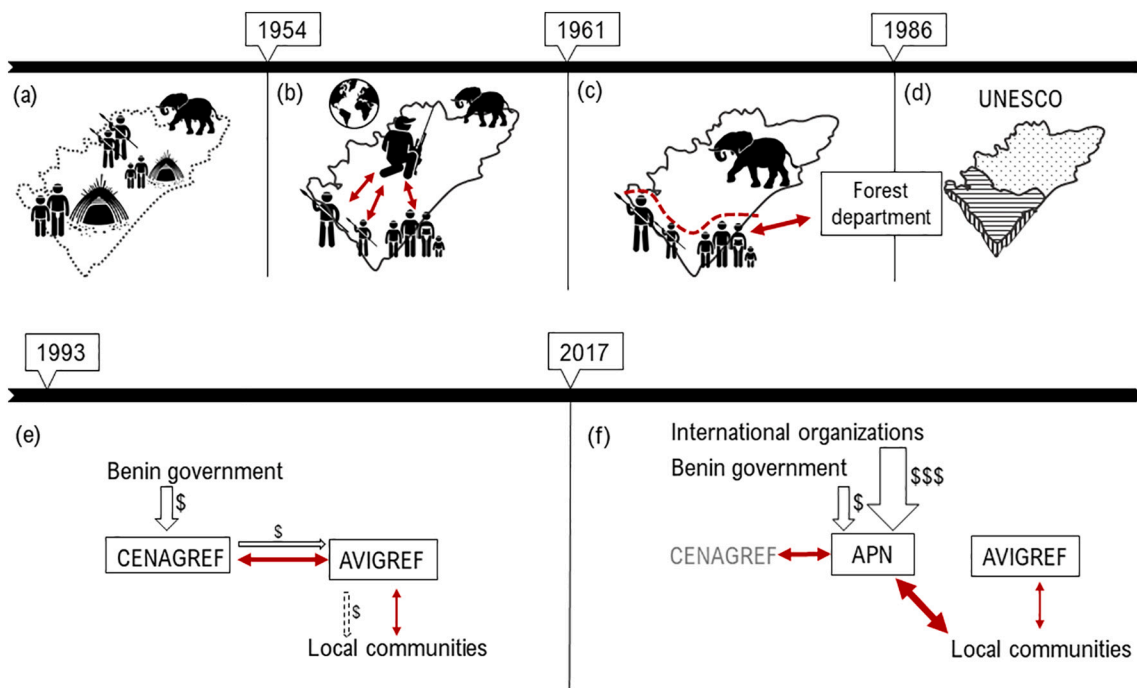 1954
1961
1986
(a)
(b)
(c)
(d)
UNESCO
Forest
department
1993
2017
(e)
Benin government
$
CENAGREF
$
AVIGREF
$
Local communities
(f)
International organizations
Benin government
$
$$$
CENAGREF
APN
AVIGREF
Local communities